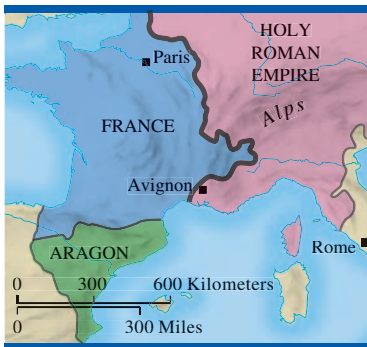 HOLY
ROMAN
EMPIRE
Paris
Alps
FRANCE
Avignon
ARAGON
Rome
0 300 600 Kilometers
0 300 Miles